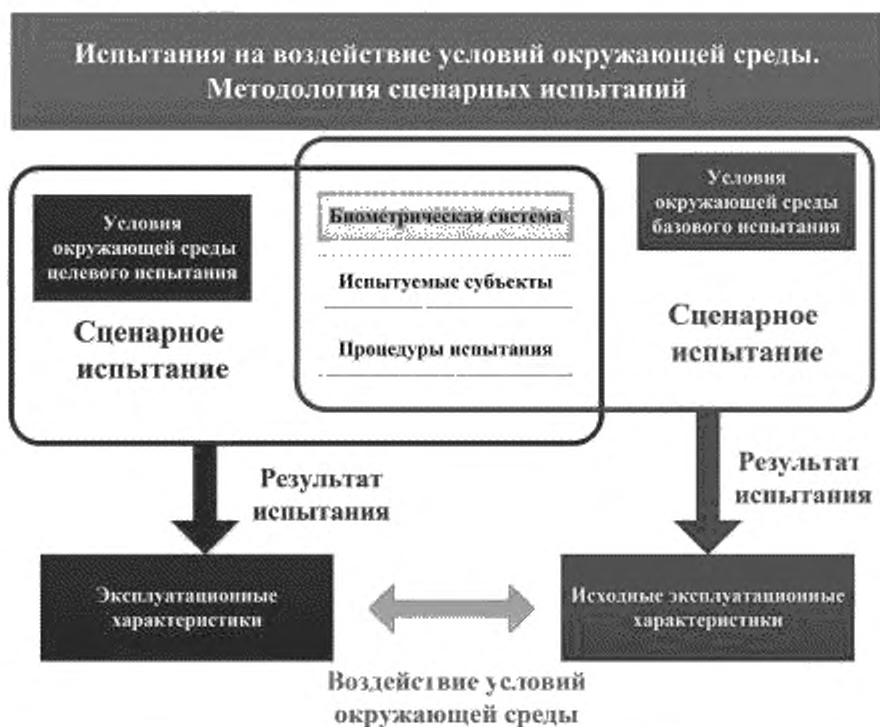 Испытания на воздействие условий окружающей среды.
Методология сценарных испытаний
Условия
окружающей среды
целевого испытания
Сценарное
испытание
Биометрическая система
Испытуемые субъекты
Процедуры испытания
Условия
окружающей среды
базового испытания
Сценарное
испытание
Результат
испытания
Результат
испытания
Эксплуатационные
характеристики
Исходные эксплуатационные
характеристики
Воздействие условий
окружающей среды